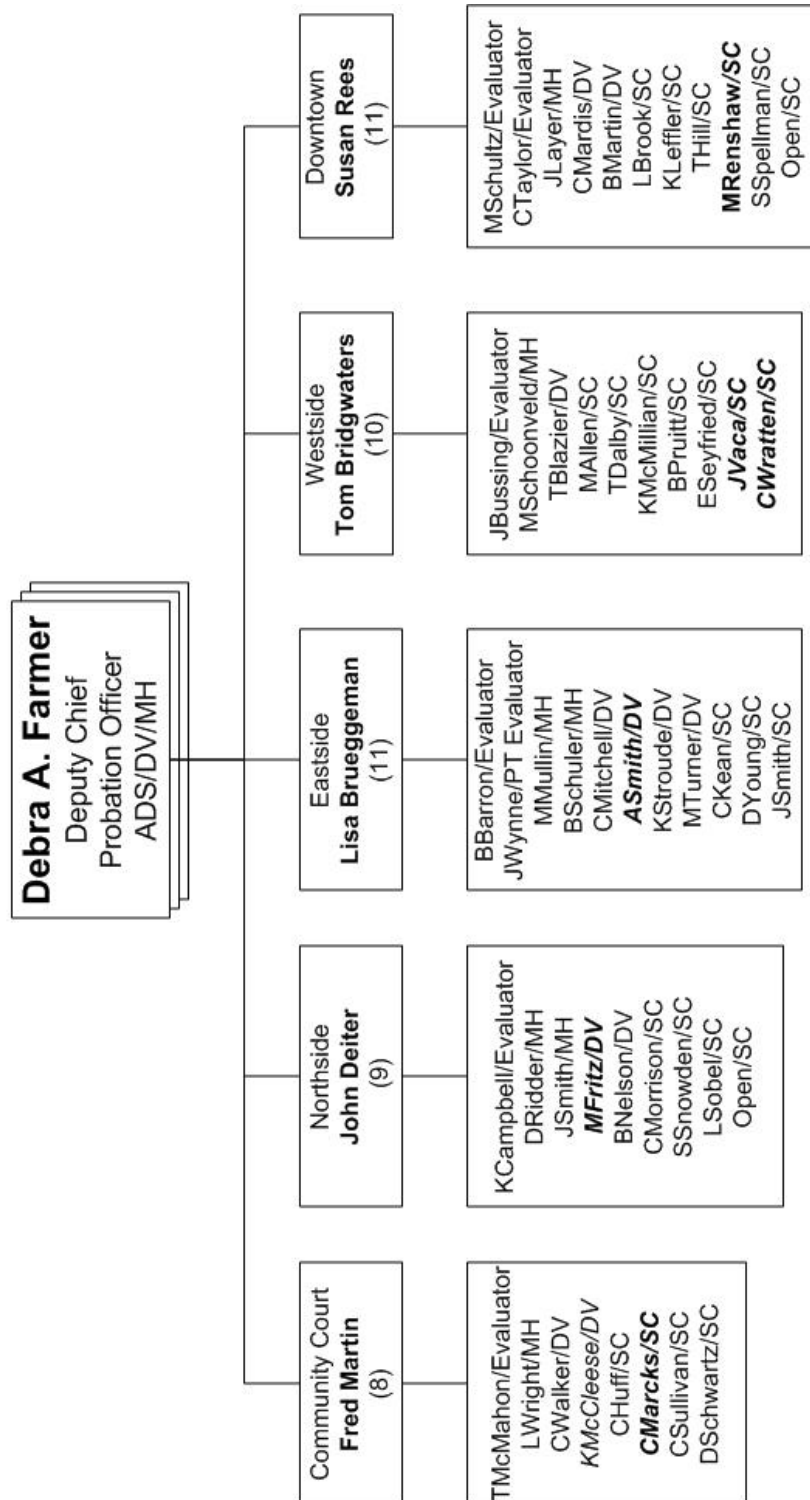 Debra A. Farmer
Deputy Chief
Probation Officer
ADS/DV/MH
Community Court
Fred Martin
(8)
TMcMahon/Evaluator
LWright/MH
CWalker/DV
KMcCleese/DV
CHuff/SC
CMarcks/SC
CSullivan/SC
DSchwartz/SC
Northside
John Deiter
(9)
KCampbell/Evaluator
DRidder/MH
JSmith/MH
MFritz/DV
BNelson/DV
CMorrison/SC
SSnowden/SC
LSobel/SC
Open/SC
Eastside
Lisa Brueggeman
(11)
BBarron/Evaluator
JWynne/PT Evaluator
MMullin/MH
BSchuler/MH
CMitchell/DV
ASmith/DV
KStroude/DV
MTurner/DV
CKean/SC
DYoung/SC
JSmith/SC
Westside
Tom Bridgwaters
(10)
JBussing/Evaluator
MSchoonveld/MH
TBlazier/DV
MAllen/SC
TDalby/SC
KMcMillian/SC
BPruitt/SC
ESeyfried/SC
JVaca/SC
CWratten/SC
Downtown
Susan Rees
(11)
MSchultz/Evaluator
CTaylor/Evaluator
JLayer/MH
CMardis/DV
BMartin/DV
LBrook/SC
KLeffler/SC
THill/SC
MRenshaw/SC
SSpellman/SC
Open/SC